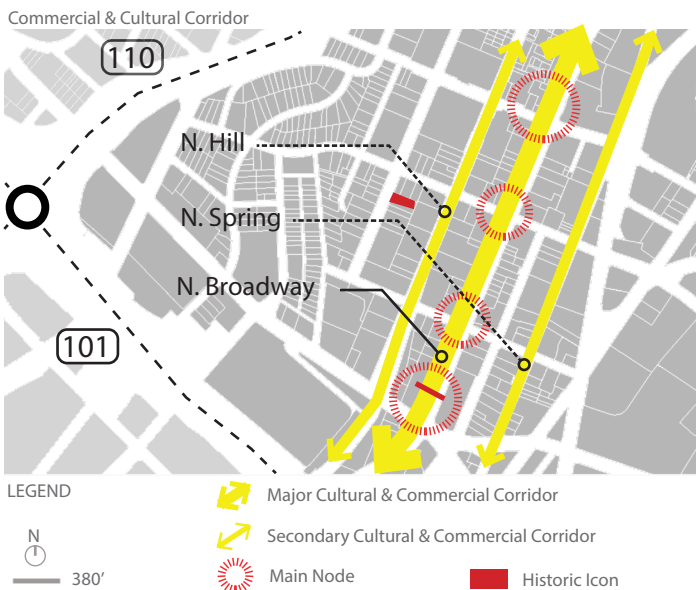 Commercial & Cultural Corridor
110
N. Hill
N. Spring
N. Broadway
101
LEGEND
Major Cultural & Commercial Corridor
Secondary Cultural & Commercial Corridor
N
380’
Main Node
Historic Icon